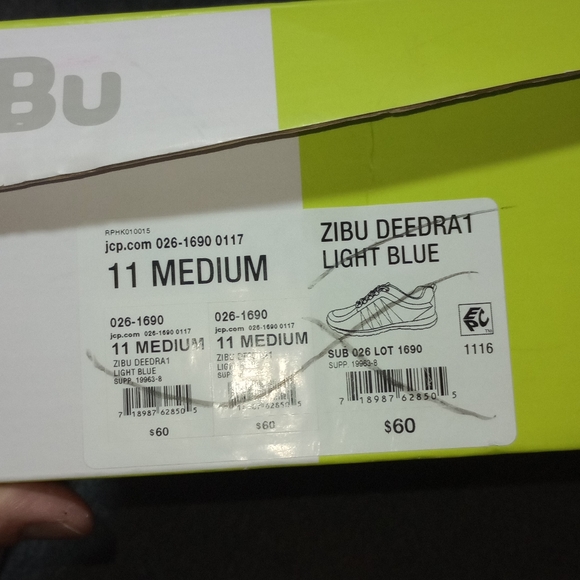 Bu
RPHK010015
jcp.com 026-1690 0117
11 MEDIUM
ZIBU DEEDRA1
LIGHT BLUE
026-1690
jcp.com 026-1690 0117
11 MEDIUM
ZIBU DEEDRA1
LIGHT BLUE
SUPP. 19963-8
7 18987 62850 5
$60
026-1690
jcp.com 026-1690 0117
11 MEDIUM
$60
EPC
TM
SUB 026 LOT 1690
1116
SUPP. 19963-8
7 18987 62850 5
$60